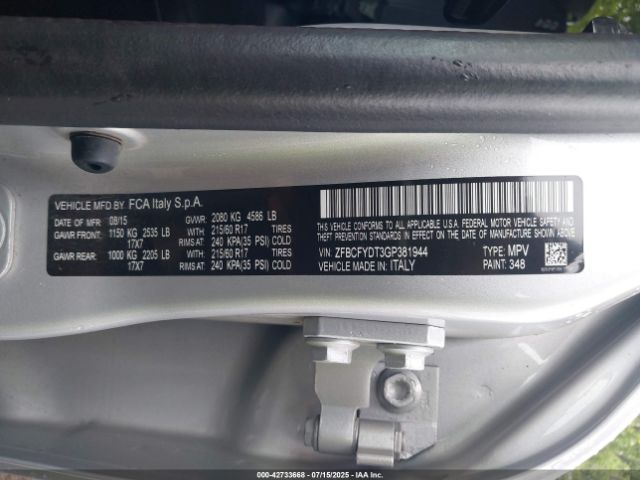 VEHICLE MFD BY FCA Italy S.p.A.
DATE OF MFR 08/15 GVWR: 2080 KG 4586 LB
GAWR FRONT: 1150 KG 2535 LB WITH: 215/60 R17 TIRES
17X7 RIMS AT: 240 KPA(35 PSI) COLD
GAWR REAR: 1000 KG 2205 LB WITH: 215/60 R17 TIRES
17X7 RIMS AT: 240 KPA(35 PSI) COLD
THIS VEHICLE CONFORMS TO ALL APPLICABLE U.S.A. FEDERAL MOTOR VEHICLE SAFETY,
BUMPER, AND THEFT PREVENTION STANDARDS IN EFFECT ON THE DATE OF MANUFACTURE SHOWN ABOVE
VIN: ZFBCFYDT3GP381944 TYPE: MPV
VEHICLE MADE IN: ITALY PAINT: 348
000-42733668 07/15/2025 - © IAA Inc.